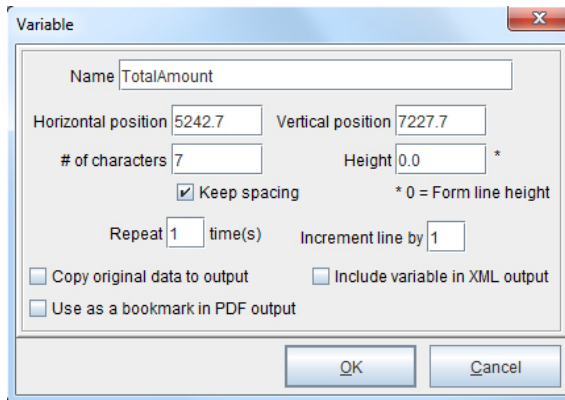 Variable
Name TotalAmount
Horizontal position 5242.7 Vertical position 7227.7
# of characters 7 Height 0.0 *
Keep spacing * 0 = Form line height
Repeat 1 time(s) Increment line by 1
Copy original data to output Include variable in XML output
Use as a bookmark in PDF output
OK Cancel